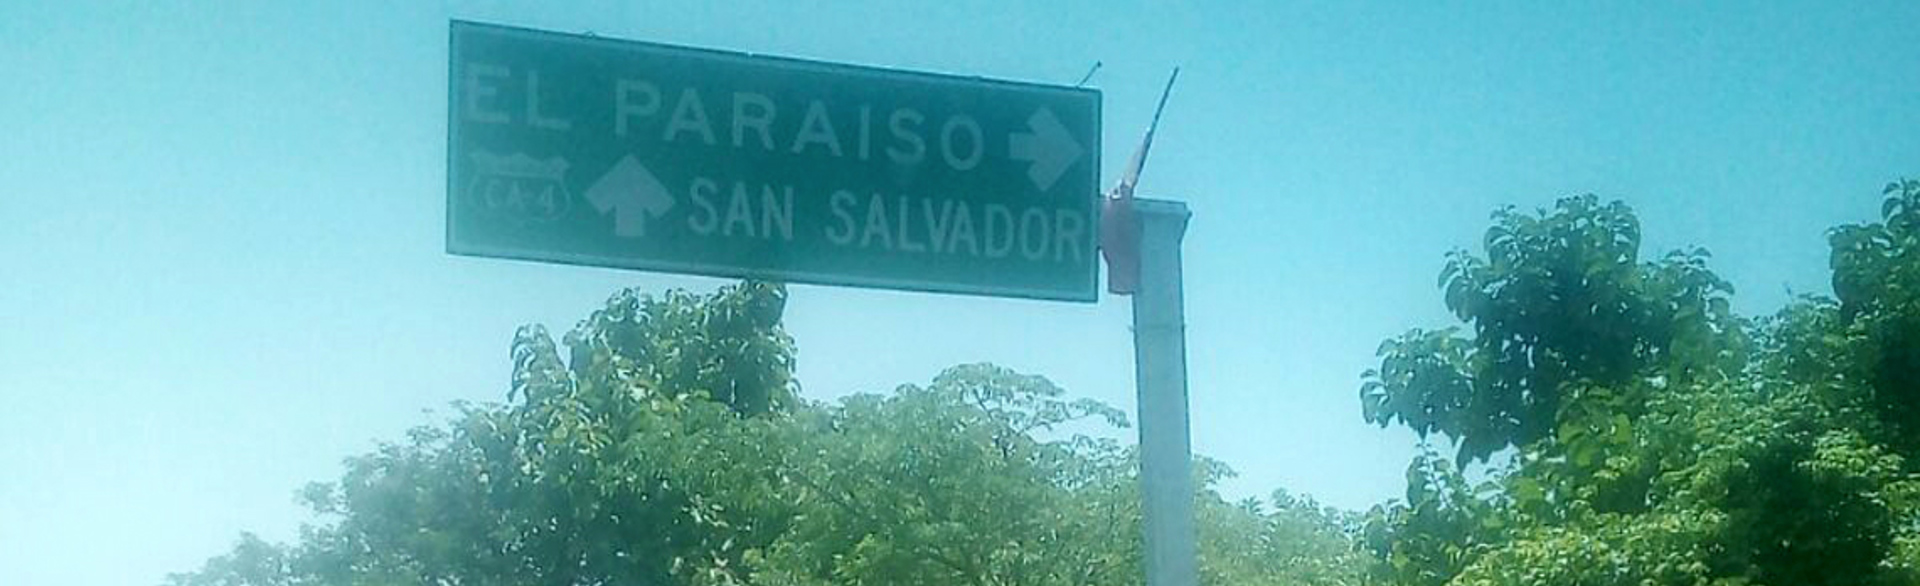 EL PARAISO
CA-4 SAN SALVADOR